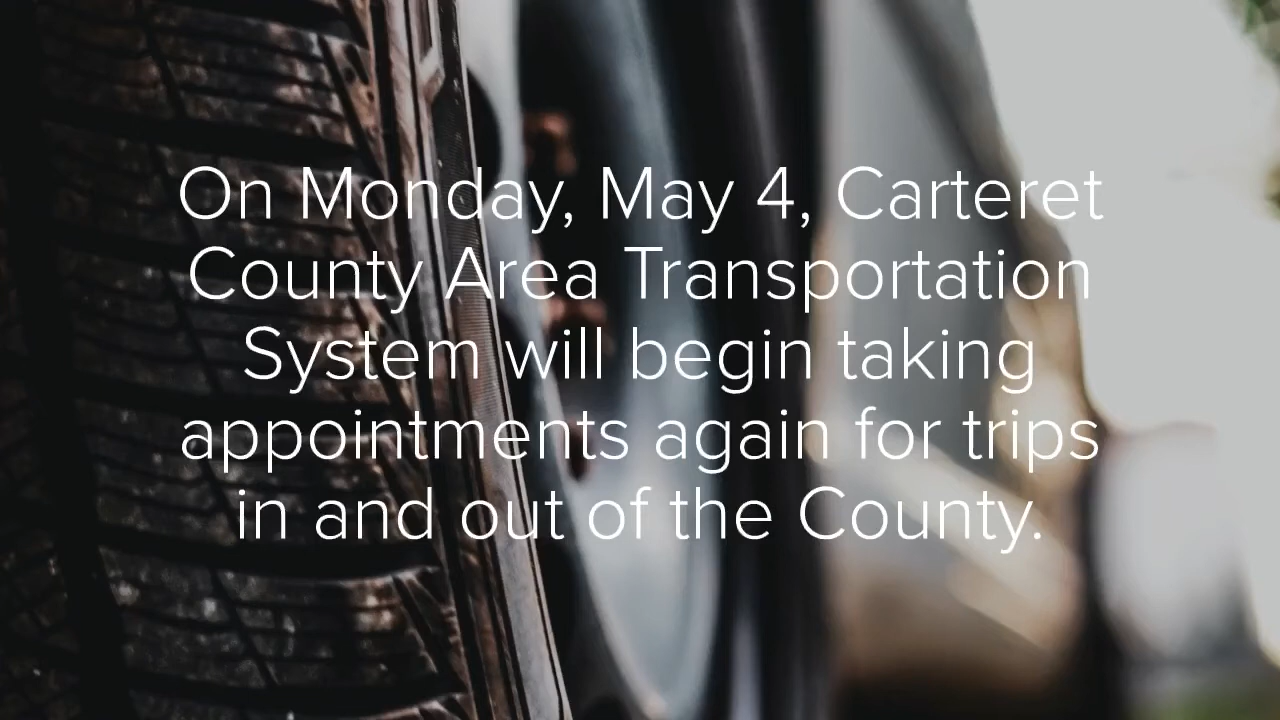 On Monday, May 4, Carteret
County Area Transportation
System will begin taking
appointments again for trips
in and out of the County.